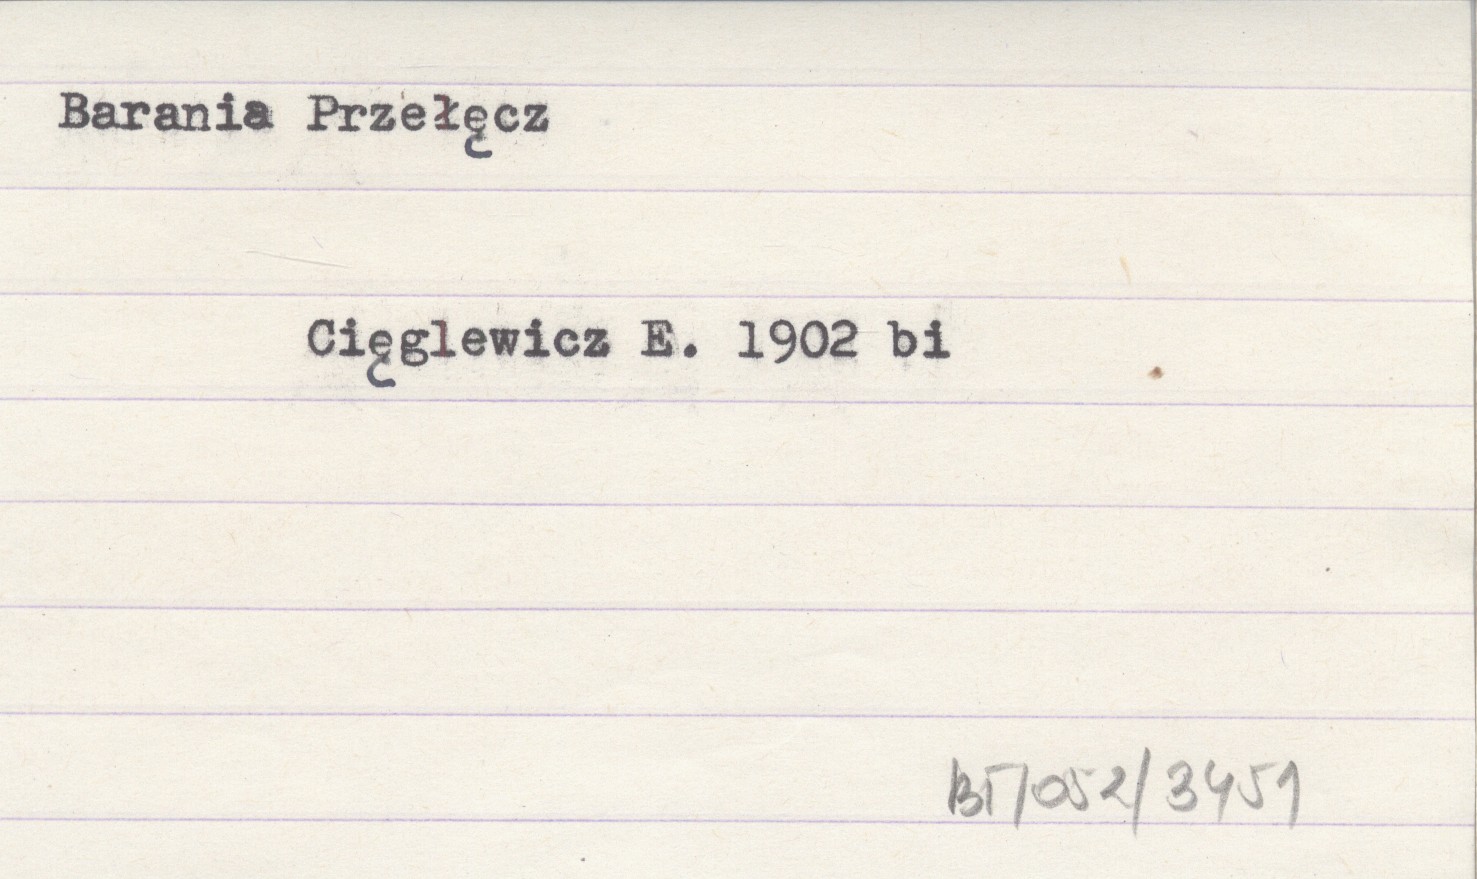 Barania Przełęcz
Cięglewicz E. 1902 bi
BT/052/3451